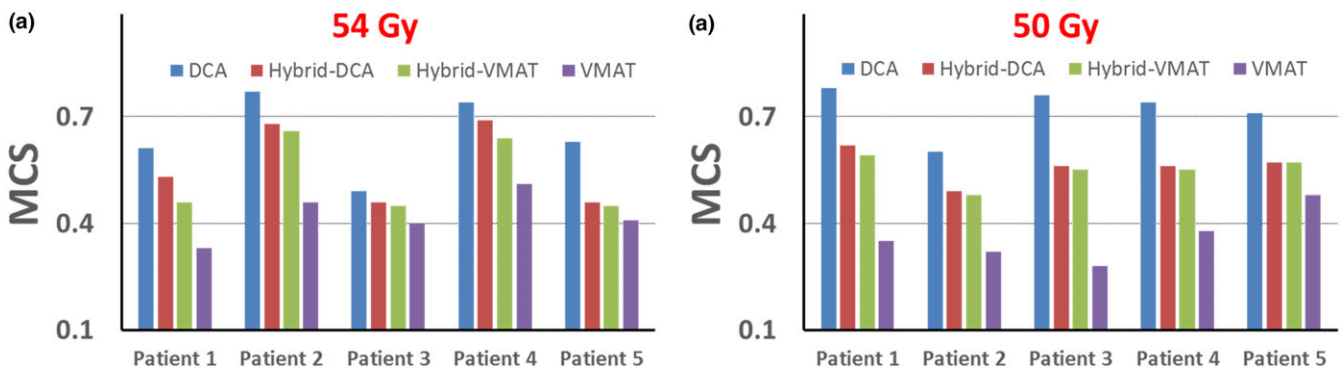 (a)
54 Gy
DCA Hybrid-DCA Hybrid-VMAT VMAT
MCS
0.7
0.4
0.1
Patient 1 Patient 2 Patient 3 Patient 4 Patient 5
(a)
50 Gy
DCA Hybrid-DCA Hybrid-VMAT VMAT
MCS
0.7
0.4
0.1
Patient 1 Patient 2 Patient 3 Patient 4 Patient 5